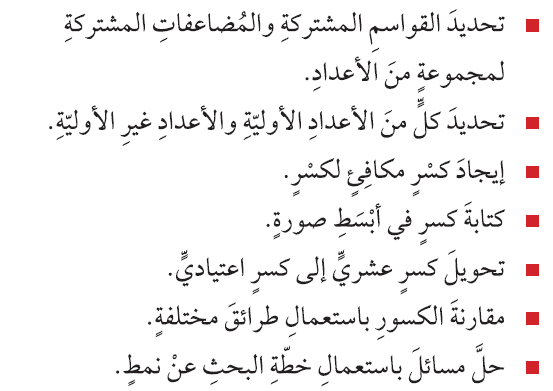 ■ تحديدَ القواسمِ المشتركةِ والمُضاعفاتِ المشتركةِ
لمجموعةٍ منَ الأعدادِ.
■ تحديدَ كلٍّ منَ الأعدادِ الأوليّةِ والأعدادِ غيرِ الأوليّةِ.
■ إيجادَ كسْرٍ مكافِئٍ لكسْرٍ.
■ كتابةَ كسرٍ في أبْسَطِ صورةٍ.
■ تحويلَ كسرٍ عشريٍّ إلى كسرٍ اعتياديٍّ.
■ مقارنةَ الكسورِ باستعمالِ طرائقَ مختلفةٍ.
■ حلَّ مسائلَ باستعمالِ خطّةِ البحثِ عنْ نمطٍ.